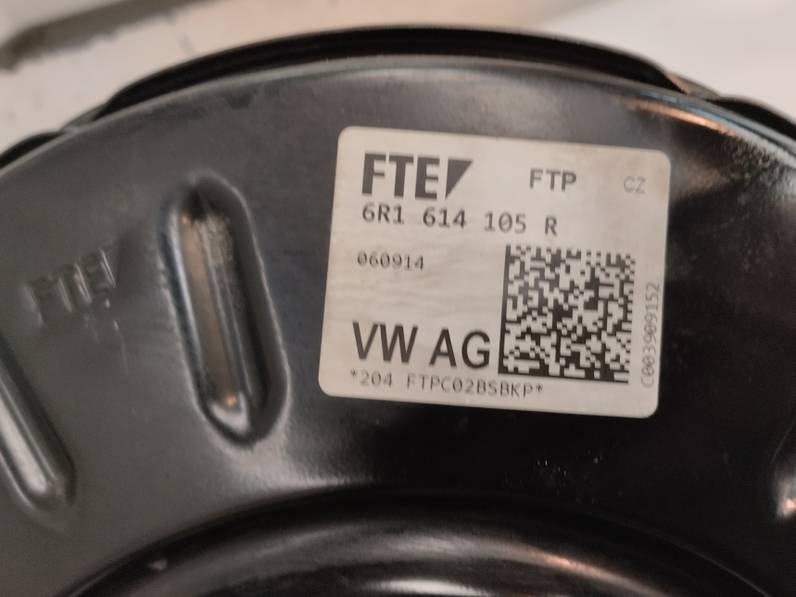 FTE FTP CZ
6R1 614 105 R
060914
VW AG
*204 FTPC02BSBKP*
C003909152
FTE